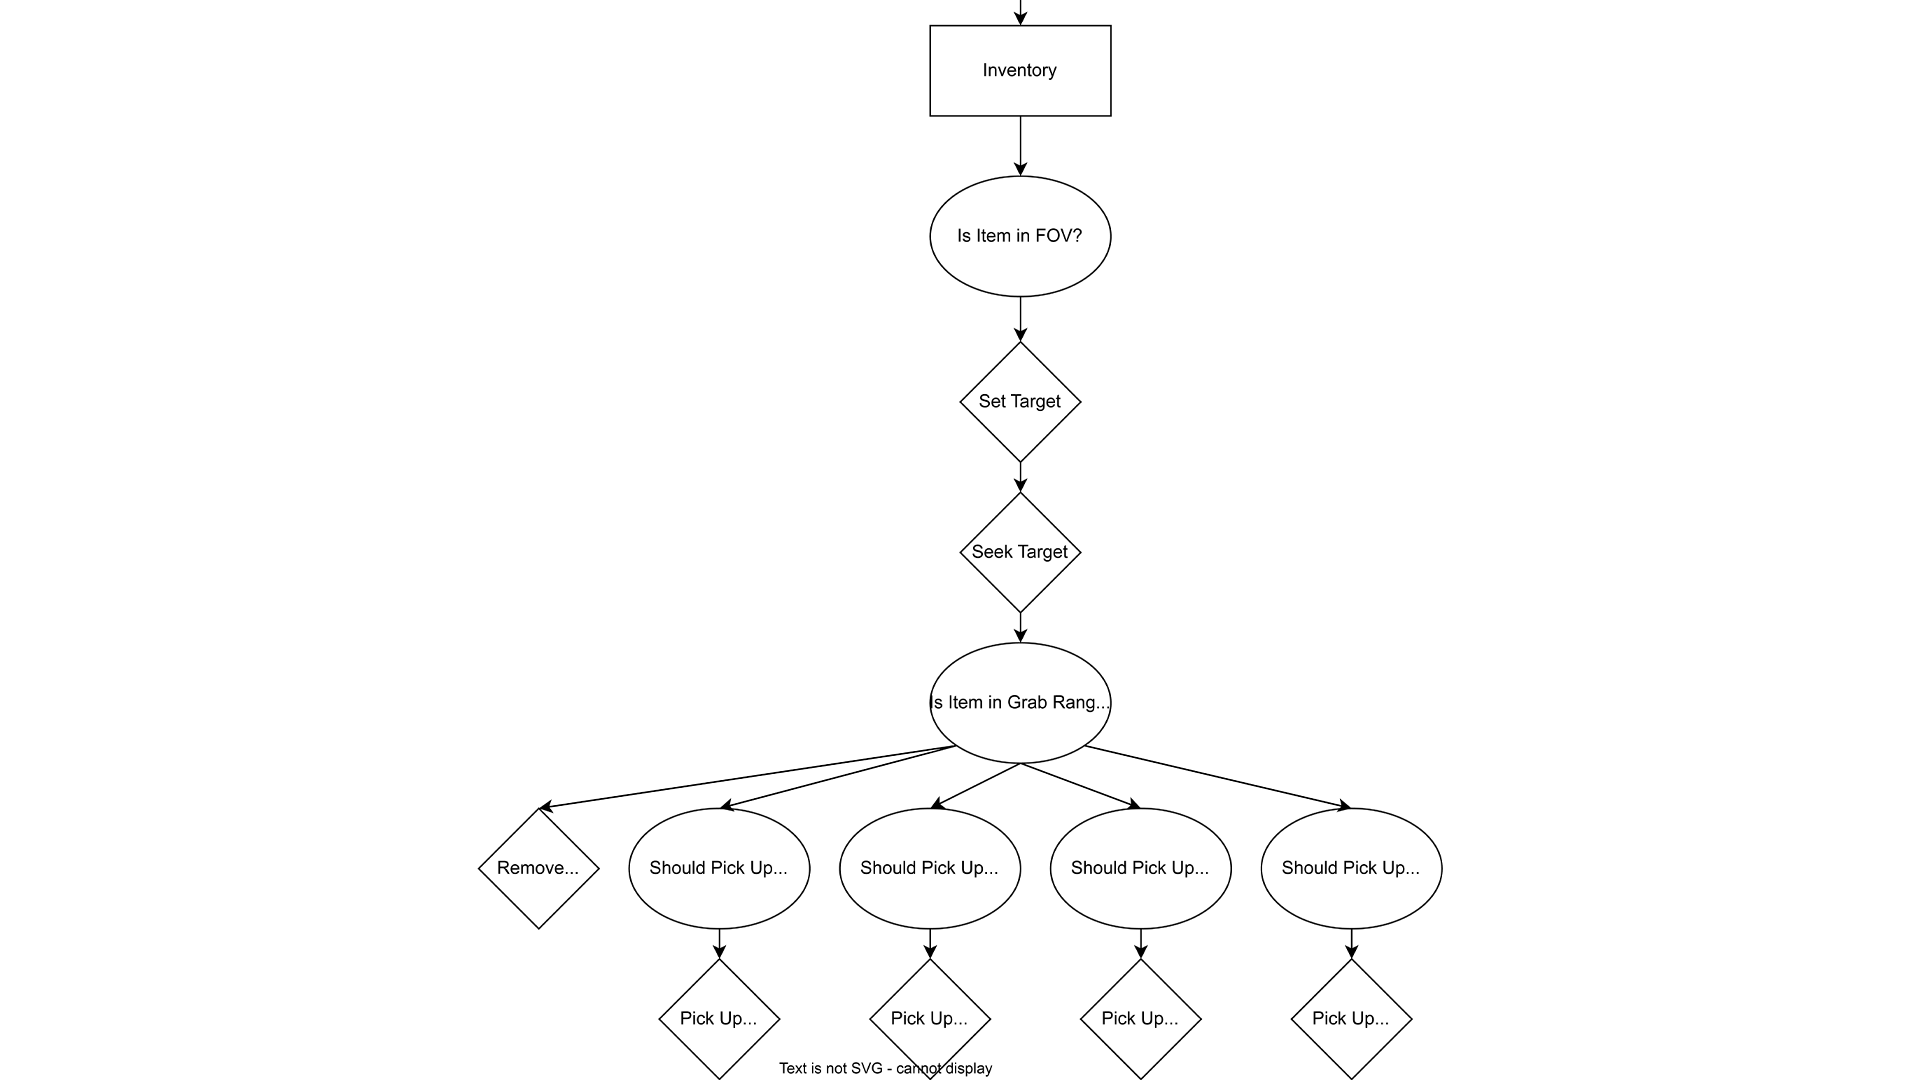 Inventory
Is Item in FOV?
Set Target
Seek Target
Is Item in Grab Rang...
Remove...
Should Pick Up...
Should Pick Up...
Should Pick Up...
Should Pick Up...
Pick Up...
Pick Up...
Pick Up...
Pick Up...
Text is not SVG - cannot display